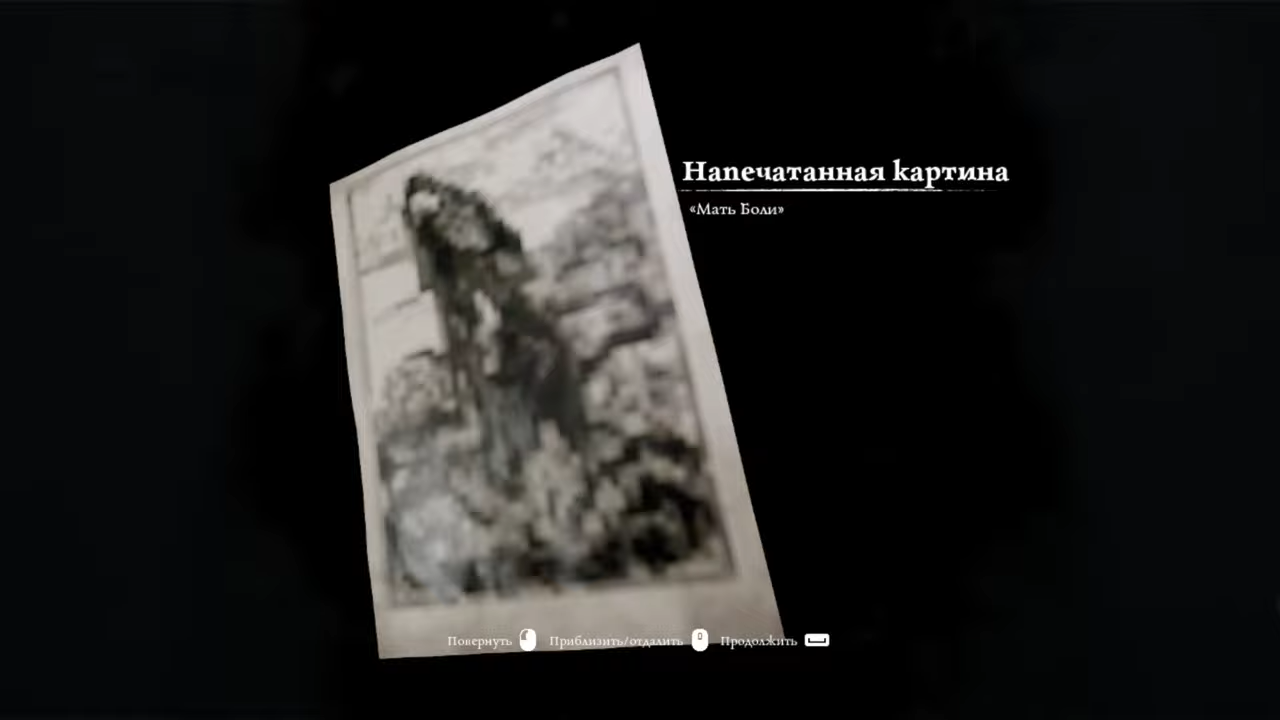 Напечатанная картина
«Мать Боли»
Повернуть Приблизить/отдалить Продолжить